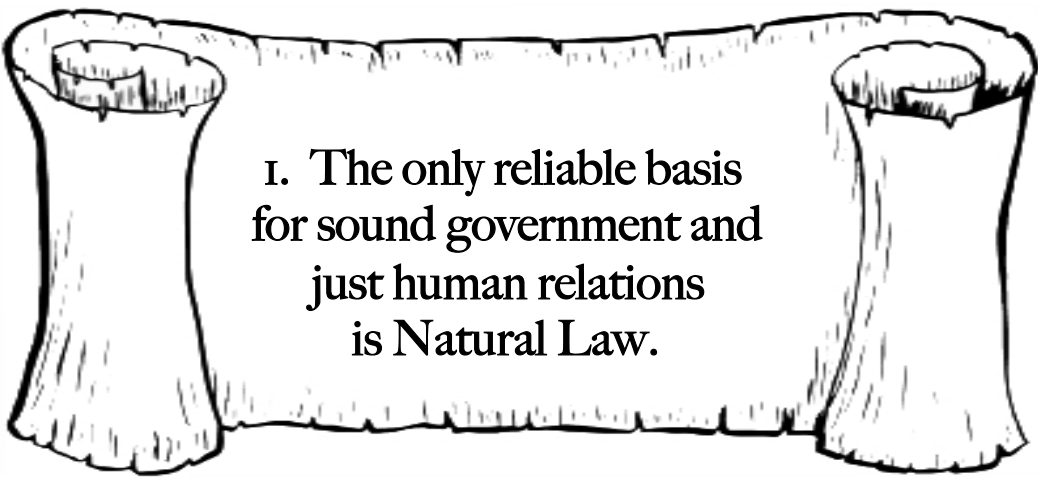 1. The only reliable basis
for sound government and
just human relations
is Natural Law.